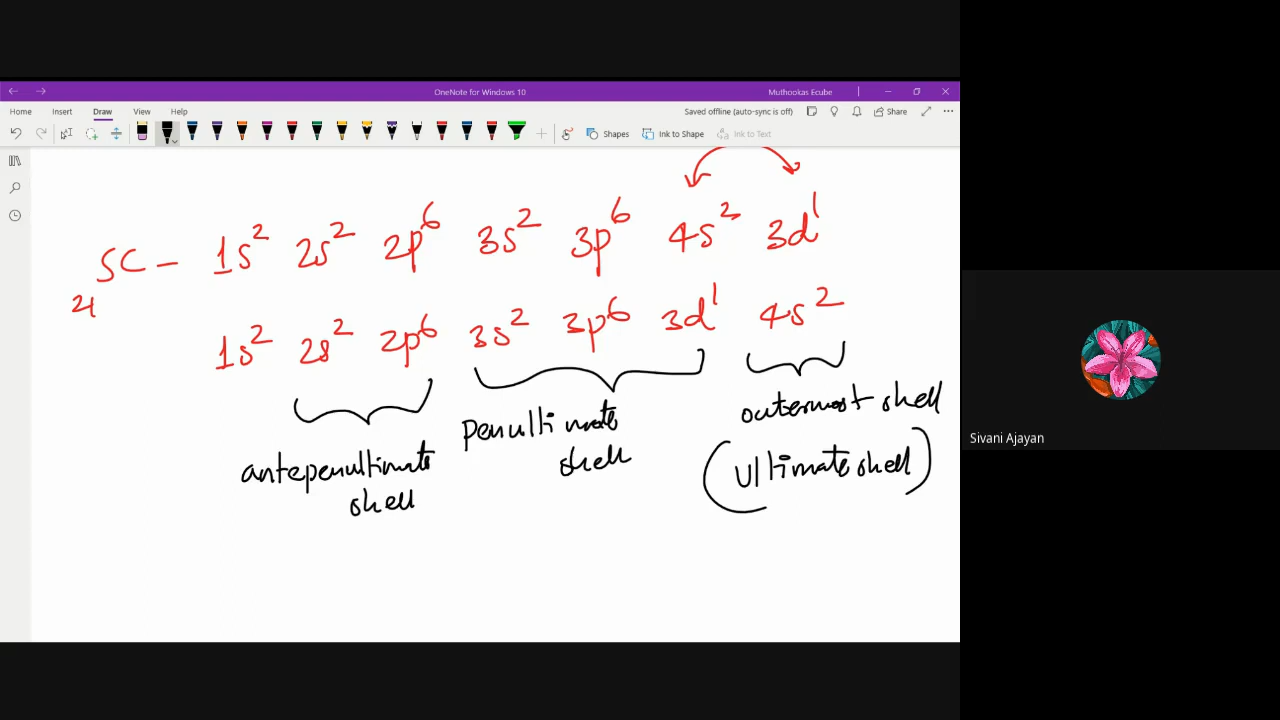 OneNote for Windows 10
Muthookas Ecube
Home Insert Draw View Help
Saved offline (auto-sync is off)
Share
Shapes
Ink to Shape
Ink to Text
21SC – 1s² 2s² 2p⁶ 3s² 3p⁶ 4s² 3d¹
1s² 2s² 2p⁶ 3s² 3p⁶ 3d¹ 4s²
antepenultimate shell
penultimate shell
outermost shell
(Ultimate shell)
Sivani Ajayan